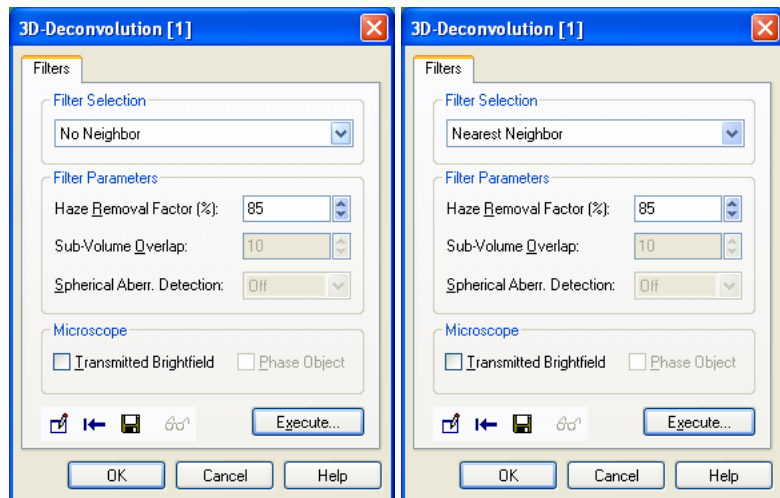 3D-Deconvolution [1]
Filters
Filter Selection
No Neighbor
Filter Parameters
Haze Removal Factor (%): 85
Sub-Volume Overlap: 10
Spherical Aberr. Detection: Off
Microscope
Transmitted Brightfield Phase Object
Execute...
OK Cancel Help
3D-Deconvolution [1]
Filters
Filter Selection
Nearest Neighbor
Filter Parameters
Haze Removal Factor (%): 85
Sub-Volume Overlap: 10
Spherical Aberr. Detection: Off
Microscope
Transmitted Brightfield Phase Object
Execute...
OK Cancel Help